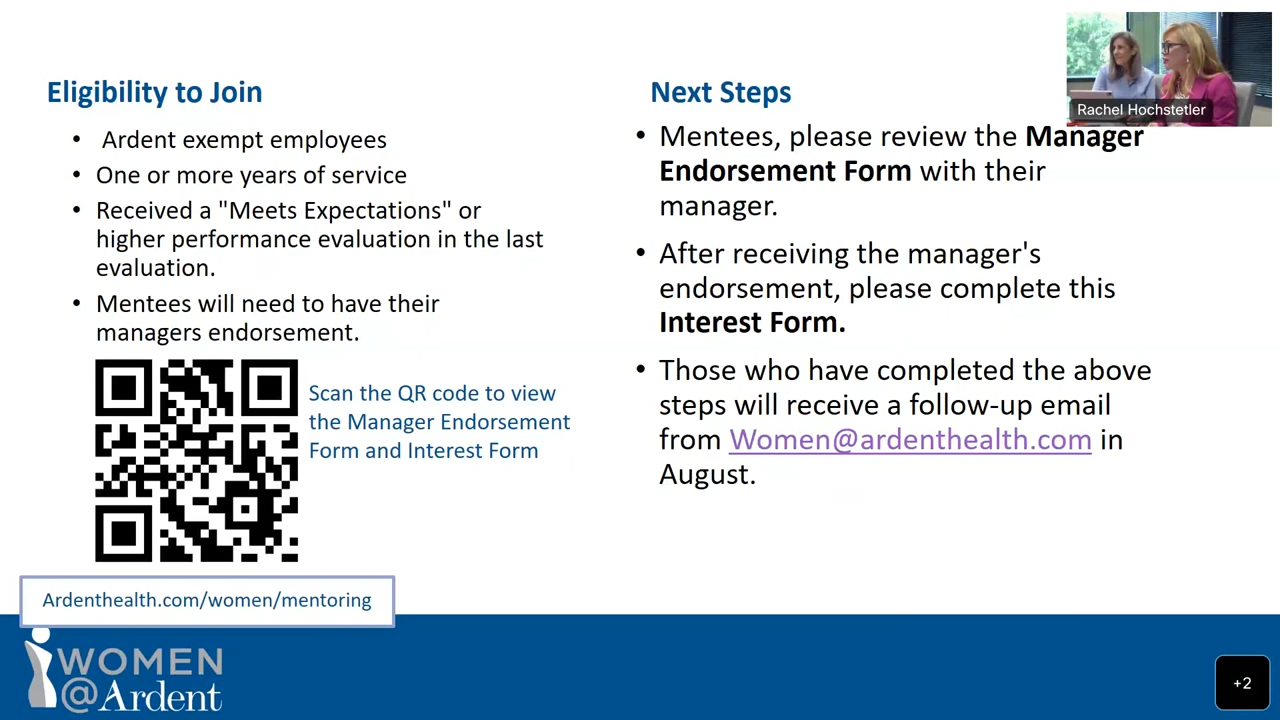 Eligibility to Join
• Ardent exempt employees
• One or more years of service
• Received a "Meets Expectations" or
higher performance evaluation in the last
evaluation.
• Mentees will need to have their
managers endorsement.
Scan the QR code to view
the Manager Endorsement
Form and Interest Form
Ardenthealth.com/women/mentoring
Next Steps
• Mentees, please review the Manager
Endorsement Form with their
manager.
• After receiving the manager's
endorsement, please complete this
Interest Form.
• Those who have completed the above
steps will receive a follow-up email
from Women@ardenthealth.com in
August.
Rachel Hochstetler
WOMEN
@Ardent
+2